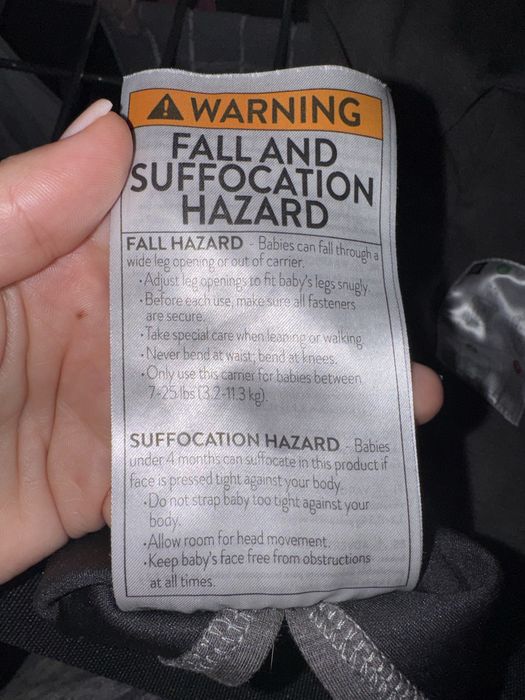 WARNING
FALL AND
SUFFOCATION
HAZARD
FALL HAZARD - Babies can fall through a
wide leg opening or out of carrier.
•Adjust leg openings to fit baby's legs snugly.
•Before each use, make sure all fasteners
are secure.
•Take special care when leaning or walking.
•Never bend at waist; bend at knees.
•Only use this carrier for babies between
7-25 lbs (3.2-11.3 kg).
SUFFOCATION HAZARD - Babies
under 4 months can suffocate in this product if
face is pressed tight against your body.
•Do not strap baby too tight against your
body.
•Allow room for head movement.
•Keep baby's face free from obstructions
at all times.